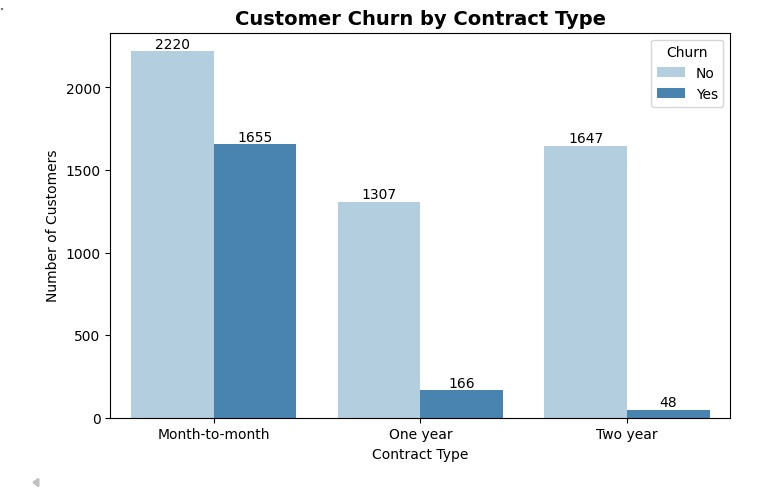 Customer Churn by Contract Type
2220
1655
1307
166
1647
48
Churn
No
Yes
Number of Customers
2000
1500
1000
500
0
Month-to-month
One year
Two year
Contract Type